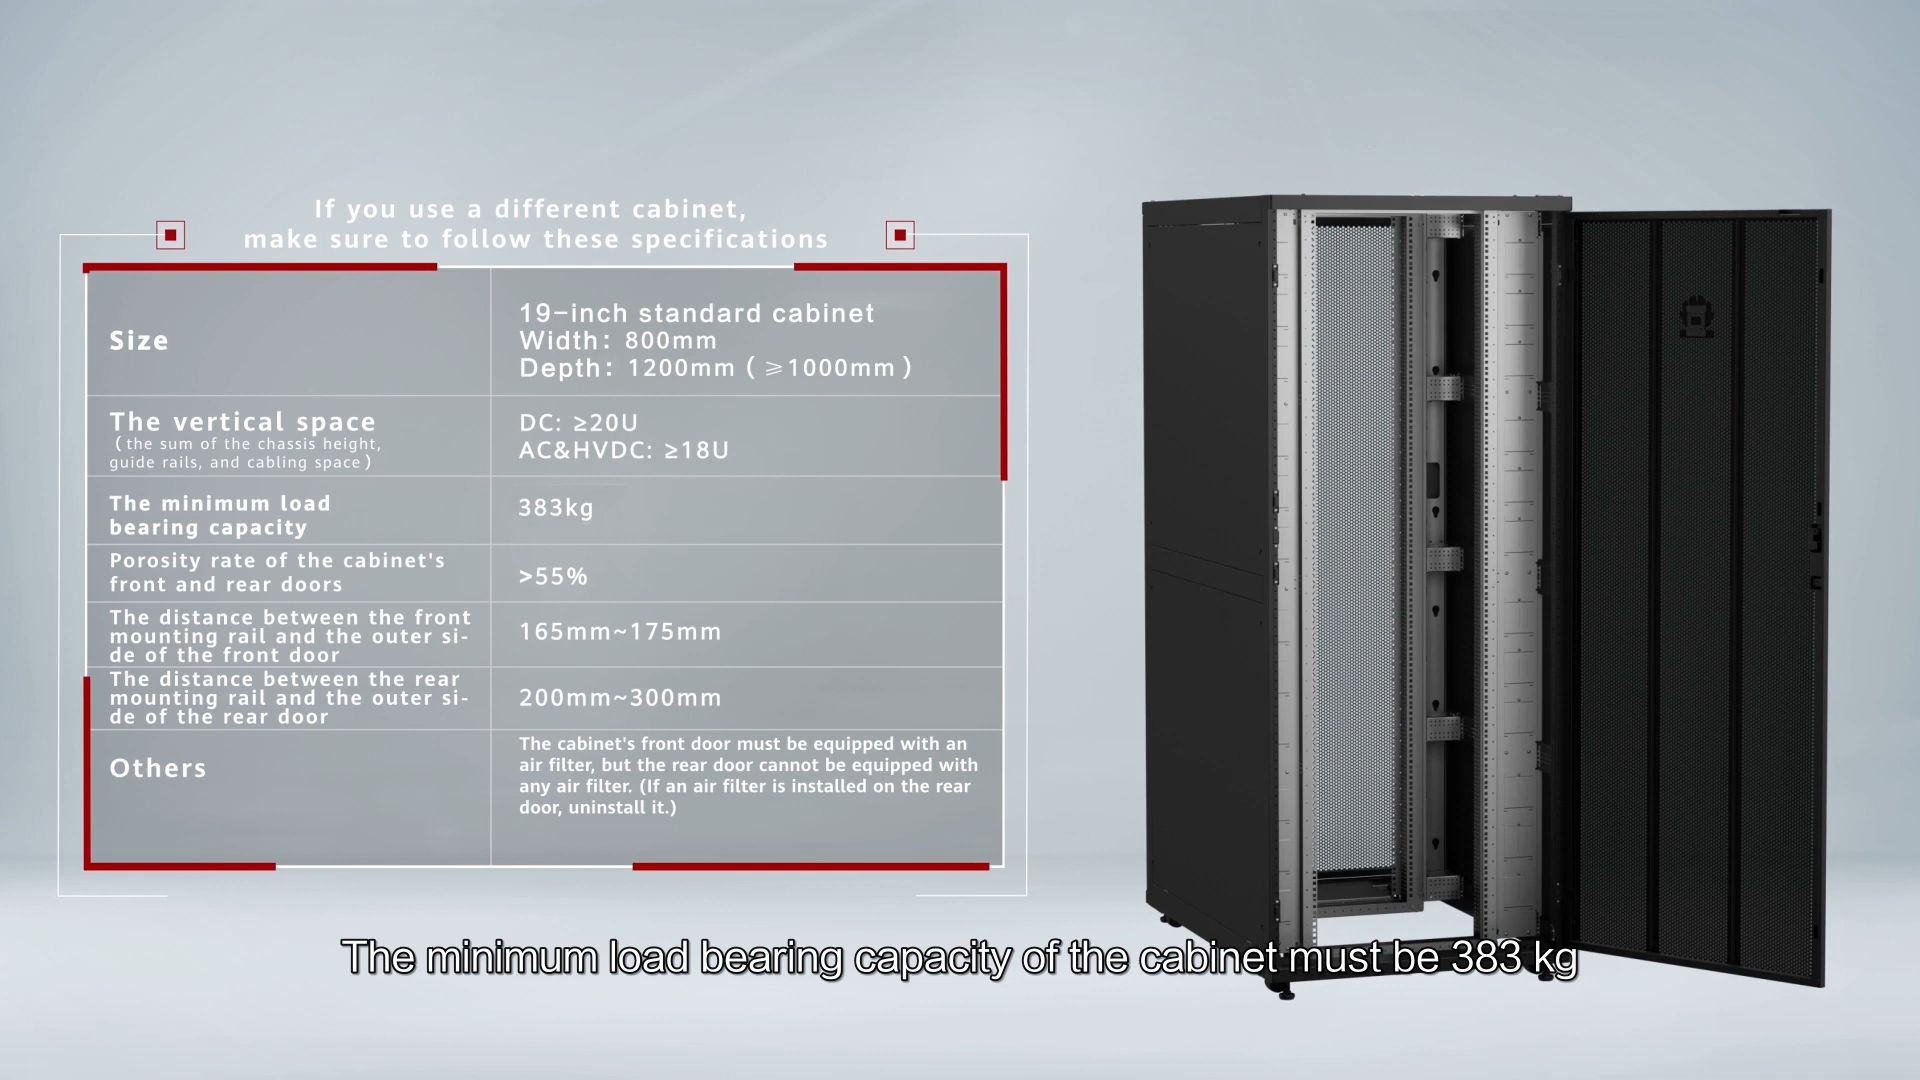 If you use a different cabinet,
make sure to follow these specifications
Size
19-inch standard cabinet
Width: 800mm
Depth: 1200mm (⩾1000mm)
The vertical space
(the sum of the chassis height,
guide rails, and cabling space)
DC: ≥20U
AC&HVDC: ≥18U
The minimum load
bearing capacity
383kg
Porosity rate of the cabinet's
front and rear doors
>55%
The distance between the front
mounting rail and the outer si-
de of the front door
165mm~175mm
The distance between the rear
mounting rail and the outer si-
de of the rear door
200mm~300mm
Others
The cabinet's front door must be equipped with an
air filter, but the rear door cannot be equipped with
any air filter. (If an air filter is installed on the rear
door, uninstall it.)
The minimum load bearing capacity of the cabinet must be 383 kg